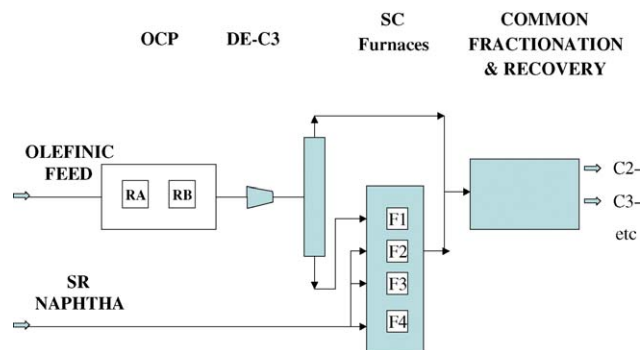 OCP
DE-C3
SC
Furnaces
COMMON
FRACTIONATION
& RECOVERY
OLEFINIC
FEED
RA
RB
F1
F2
F3
F4
C2-
C3-
etc
SR
NAPHTHA